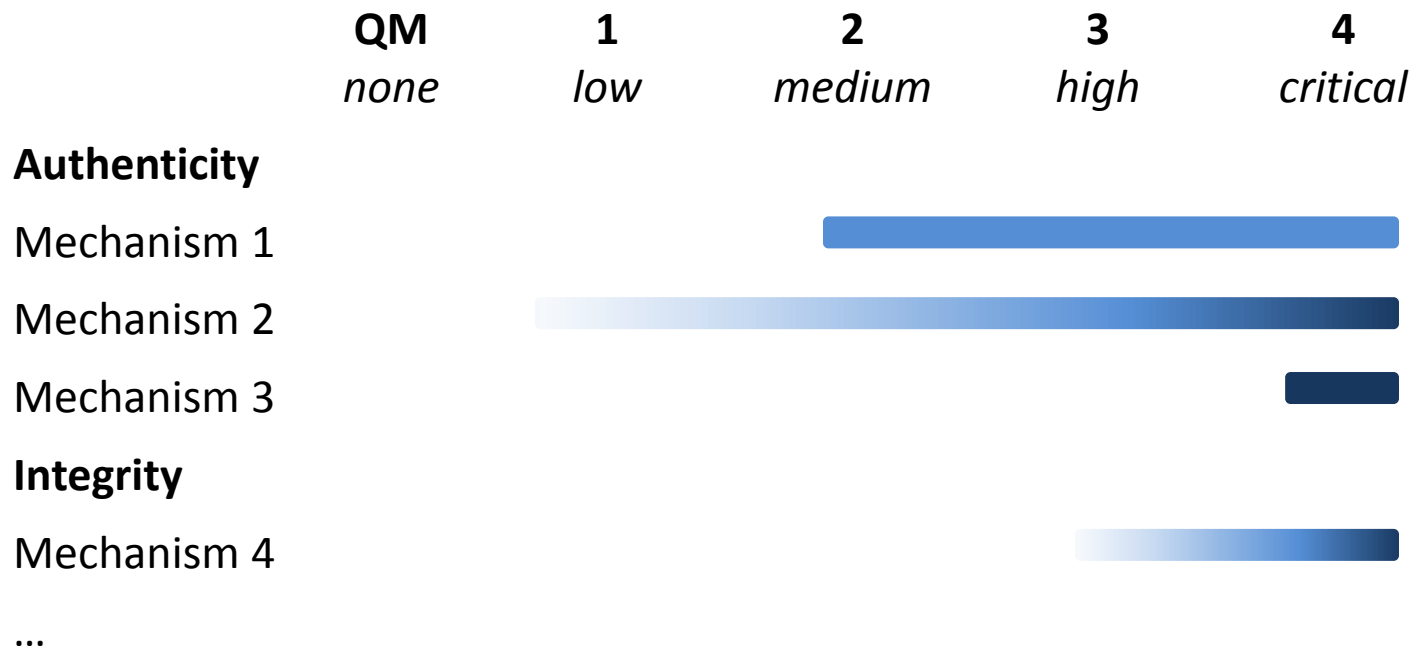 QM 1 2 3 4
none low medium high critical
Authenticity
Mechanism 1
Mechanism 2
Mechanism 3
Integrity
Mechanism 4
...